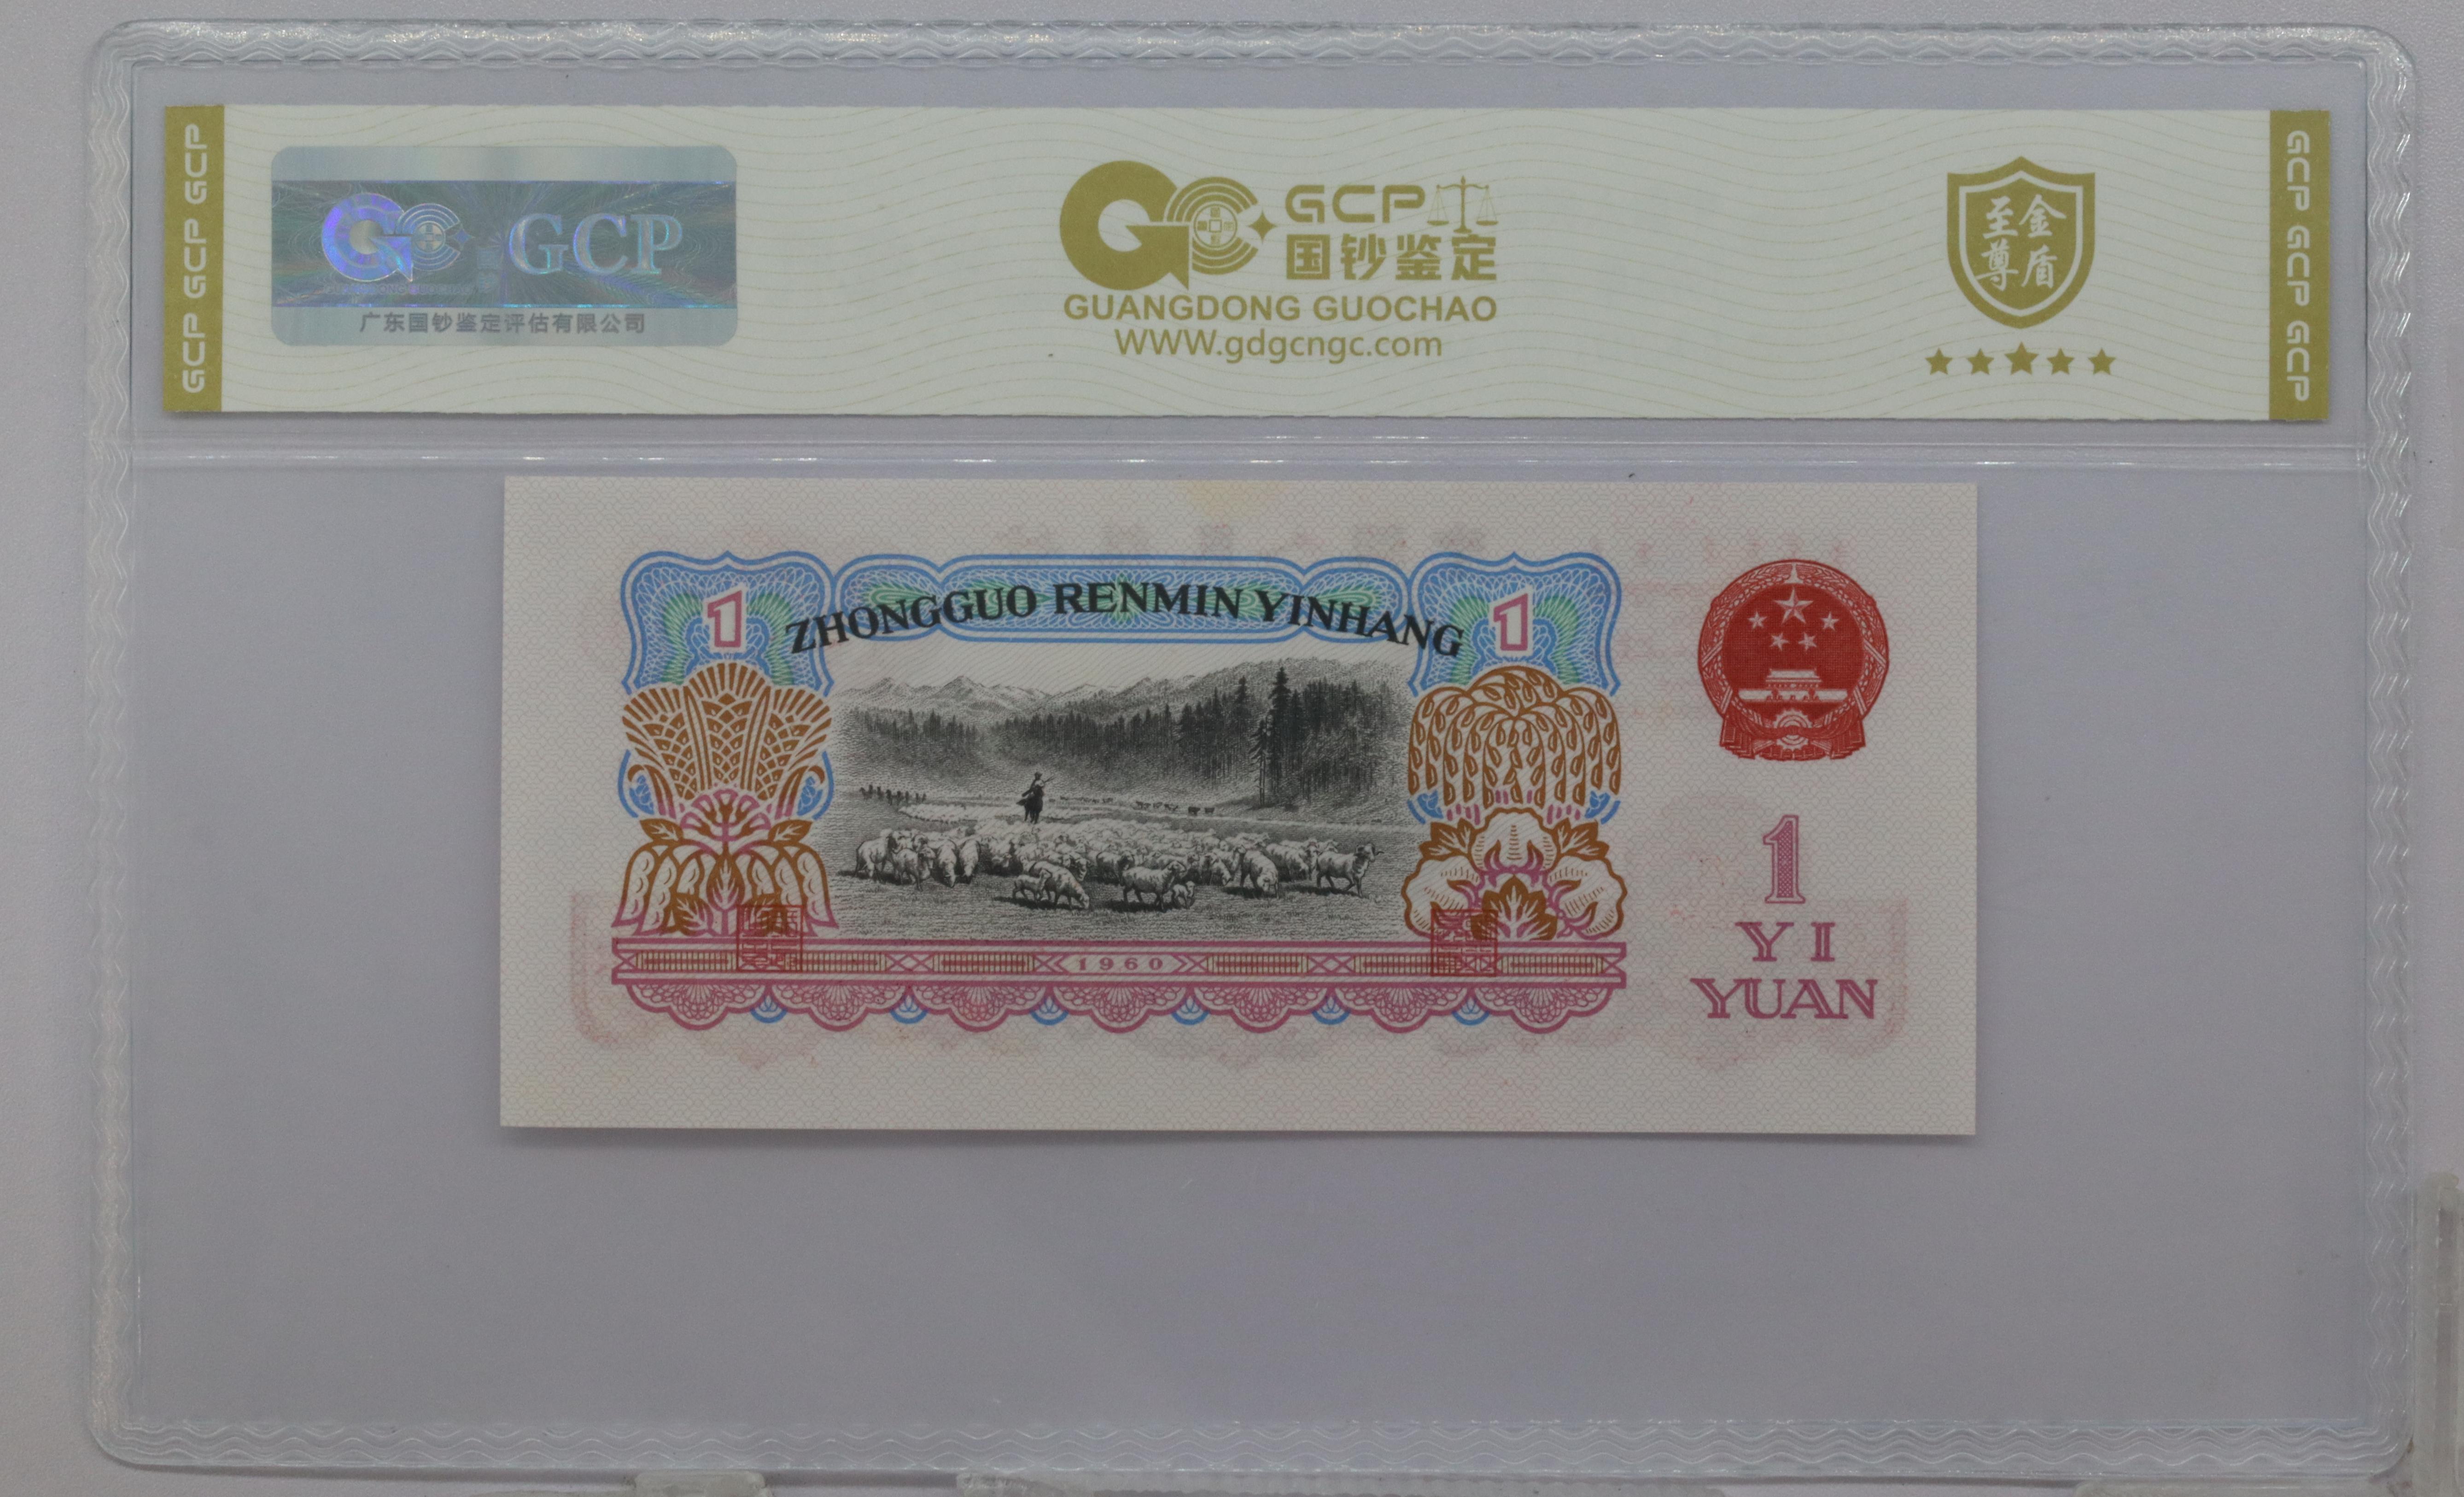 GCP GCP GCP
GC GCP
广东国钞鉴定评估有限公司
GC GCP
国钞鉴定
GUANGDONG GUOCHAO
WWW.gdgcngc.com
至尊金盾
GCP GCP GCP
ZHONGGUO RENMIN YINHANG
1
1
1960
1
YI
YUAN